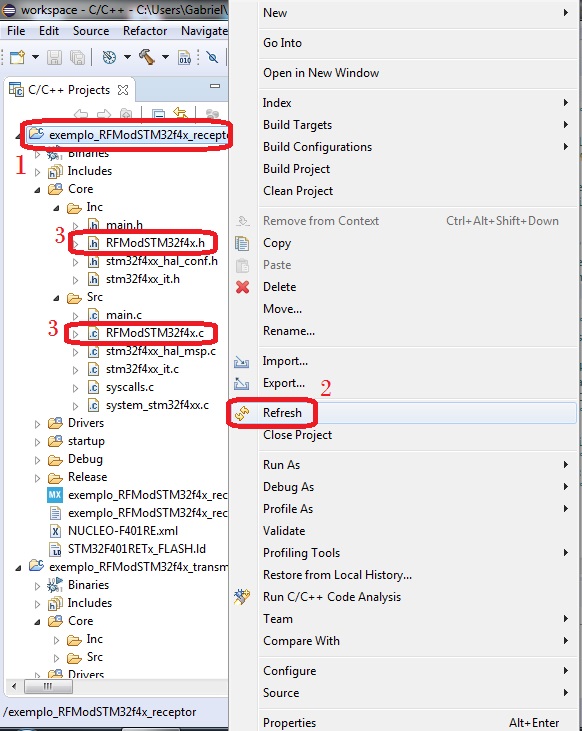 workspace - C/C++ - C:\Users\Gabriel\
File Edit Source Refactor Navigate
010
C/C++ Projects
exemplo_RFModSTM32f4x_recepto
1
Binaries
Includes
Core
Inc
main.h
3
RFModSTM32f4x.h
stm32f4xx_hal_conf.h
stm32f4xx_it.h
Src
main.c
3
RFModSTM32f4x.c
stm32f4xx_hal_msp.c
stm32f4xx_it.c
syscalls.c
system_stm32f4xx.c
Drivers
startup
Debug
Release
MX exemplo_RFModSTM32f4x_rec
exemplo_RFModSTM32f4x_rec
NUCLEO-F401RE.xml
STM32F401RETx_FLASH.ld
exemplo_RFModSTM32f4x_transm
Binaries
Includes
Core
Inc
Src
Drivers
/exemplo_RFModSTM32f4x_receptor
New
Go Into
Open in New Window
Index
Build Targets
Build Configurations
Build Project
Clean Project
Remove from Context Ctrl+Alt+Shift+Down
Copy
Paste
Delete
Move...
Rename...
Import...
Export...
2
Refresh
Close Project
Run As
Debug As
Profile As
Validate
Profiling Tools
Restore from Local History...
Run C/C++ Code Analysis
Team
Compare With
Configure
Source
Properties Alt+Enter